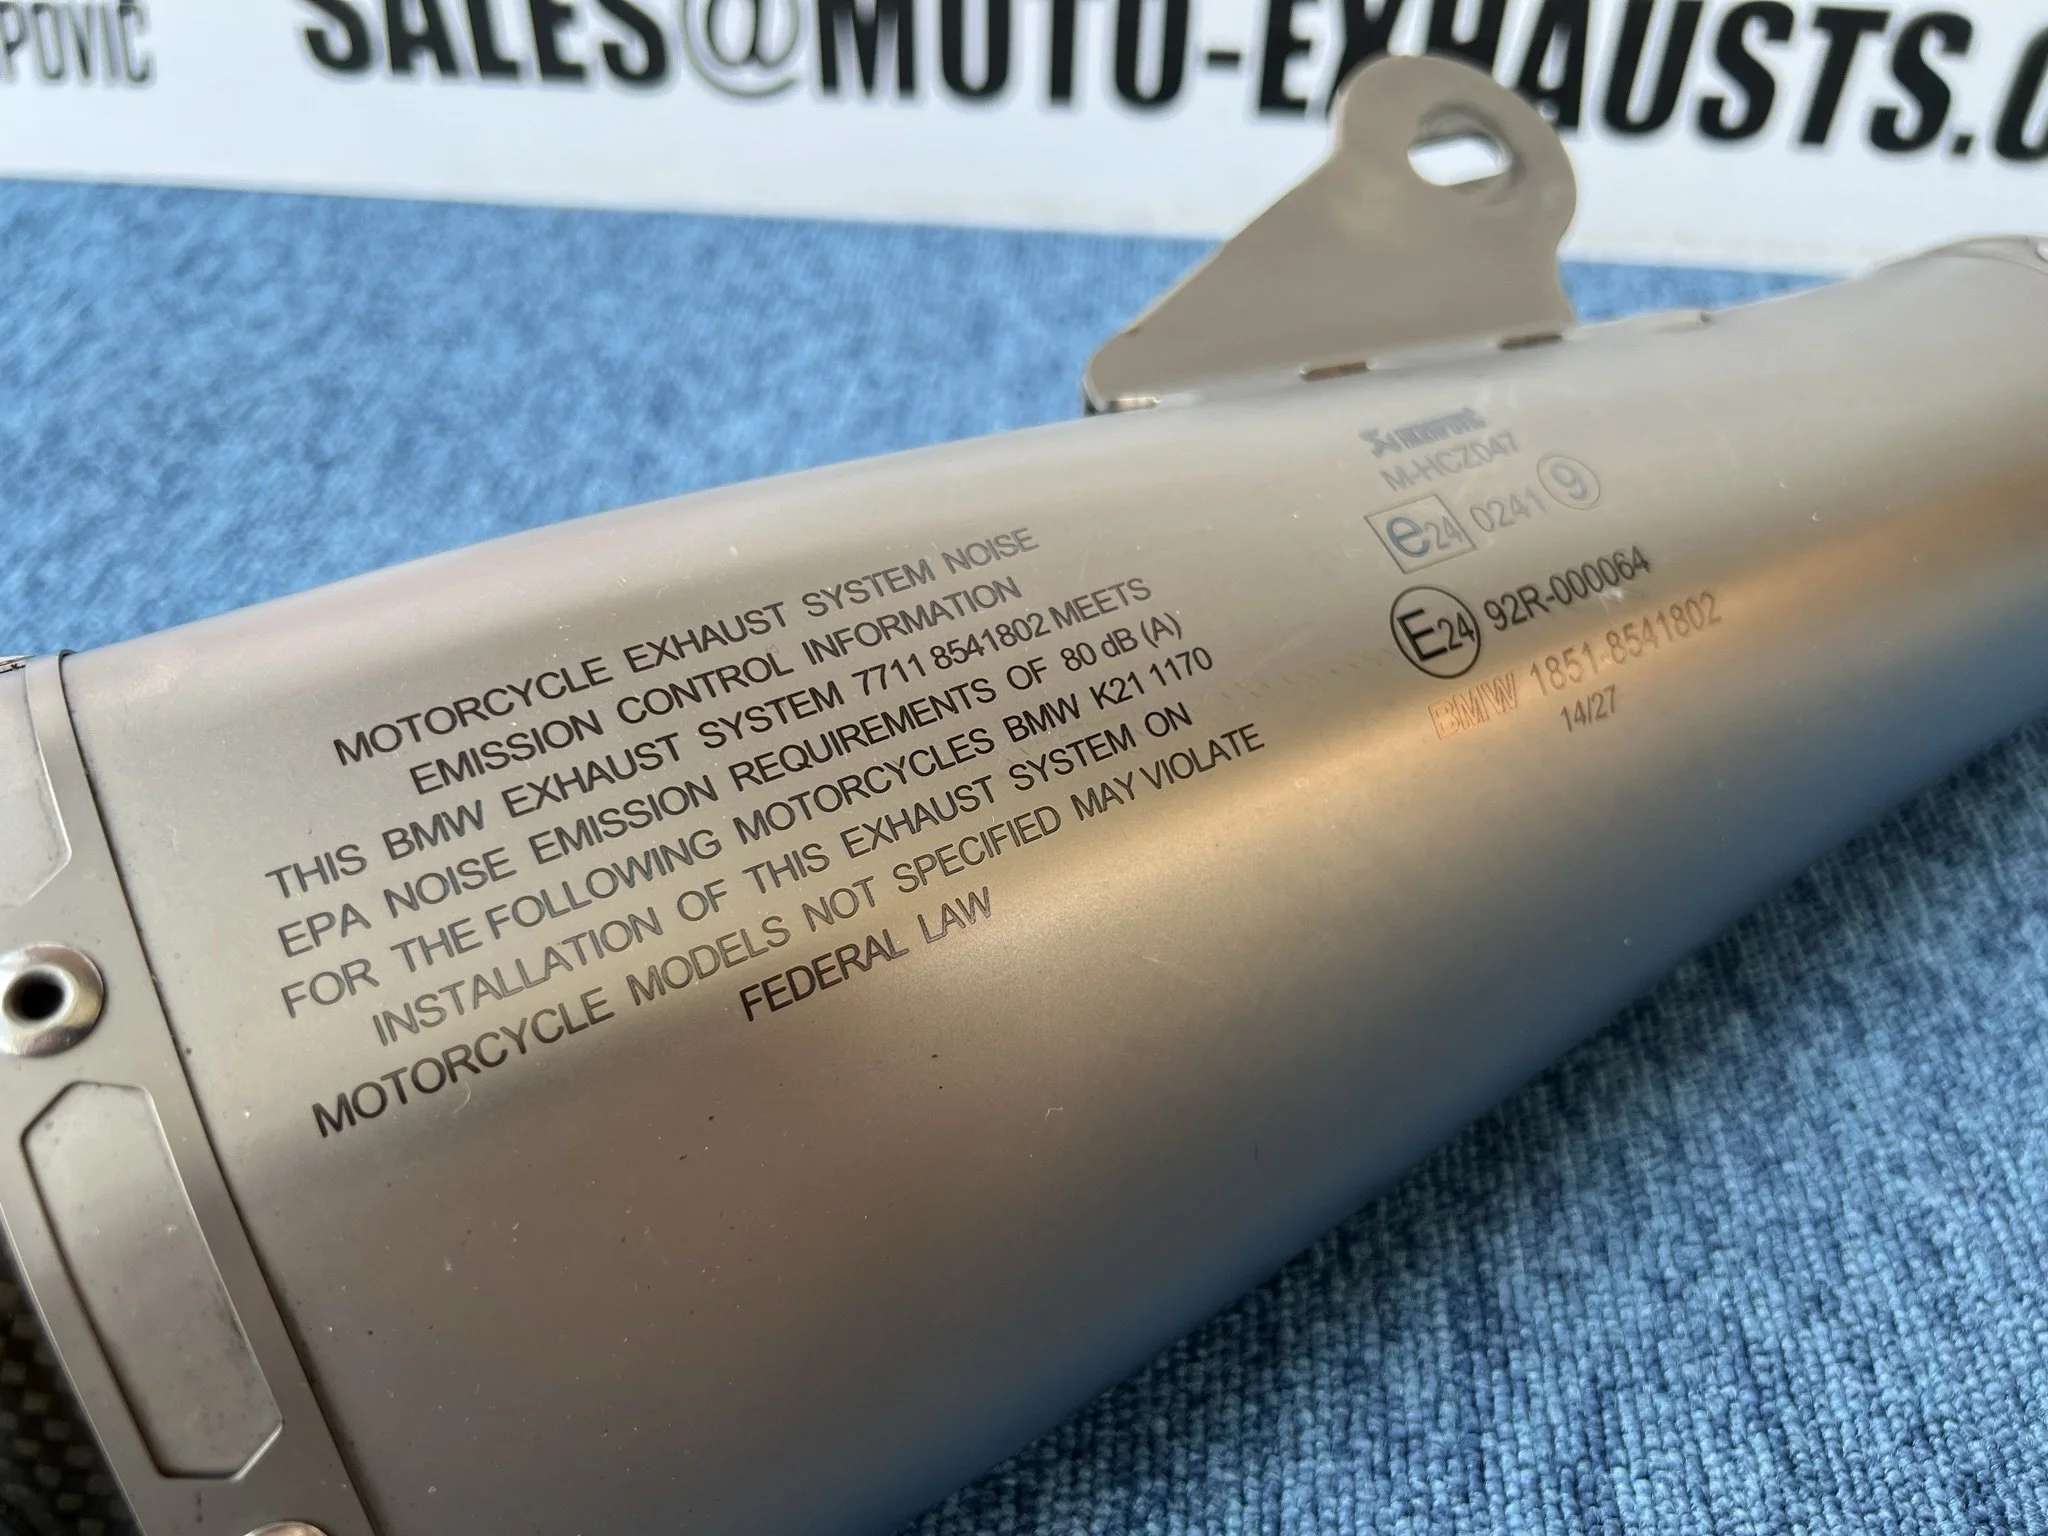 POVIC
SALES@MOTO-EXHAUSTS.
MOTORCYCLE EXHAUST SYSTEM NOISE
EMISSION CONTROL INFORMATION
THIS BMW EXHAUST SYSTEM 7711 8541802 MEETS
EPA NOISE EMISSION REQUIREMENTS OF 80 dB (A)
FOR THE FOLLOWING MOTORCYCLES BMW K21 1170
INSTALLATION OF THIS EXHAUST SYSTEM ON
MOTORCYCLE MODELS NOT SPECIFIED MAY VIOLATE
FEDERAL LAW
AKRAPOVIČ
M-HCZ047
e24 0241 9
E24 92R-000064
BMW 1851-8541802
14/27